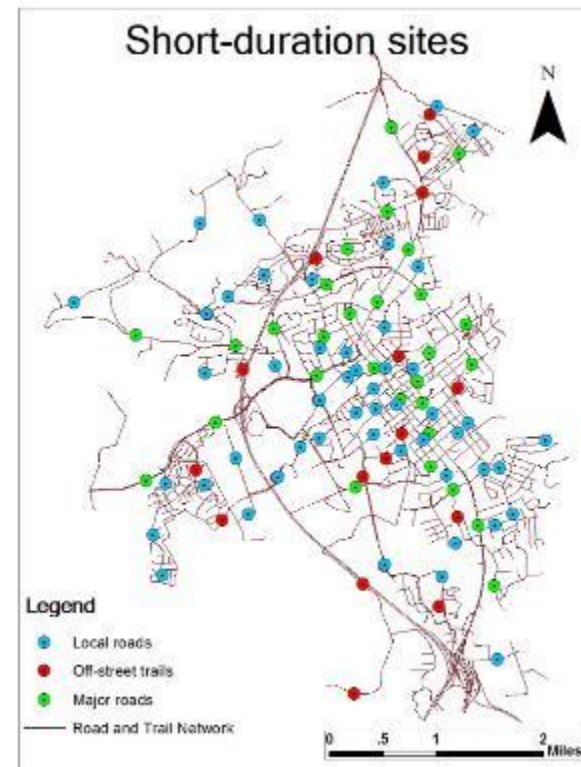 Short-duration sites
N
Legend
Local roads
Off-street trails
Major roads
Road and Trail Network
0 .5 1 2
Miles